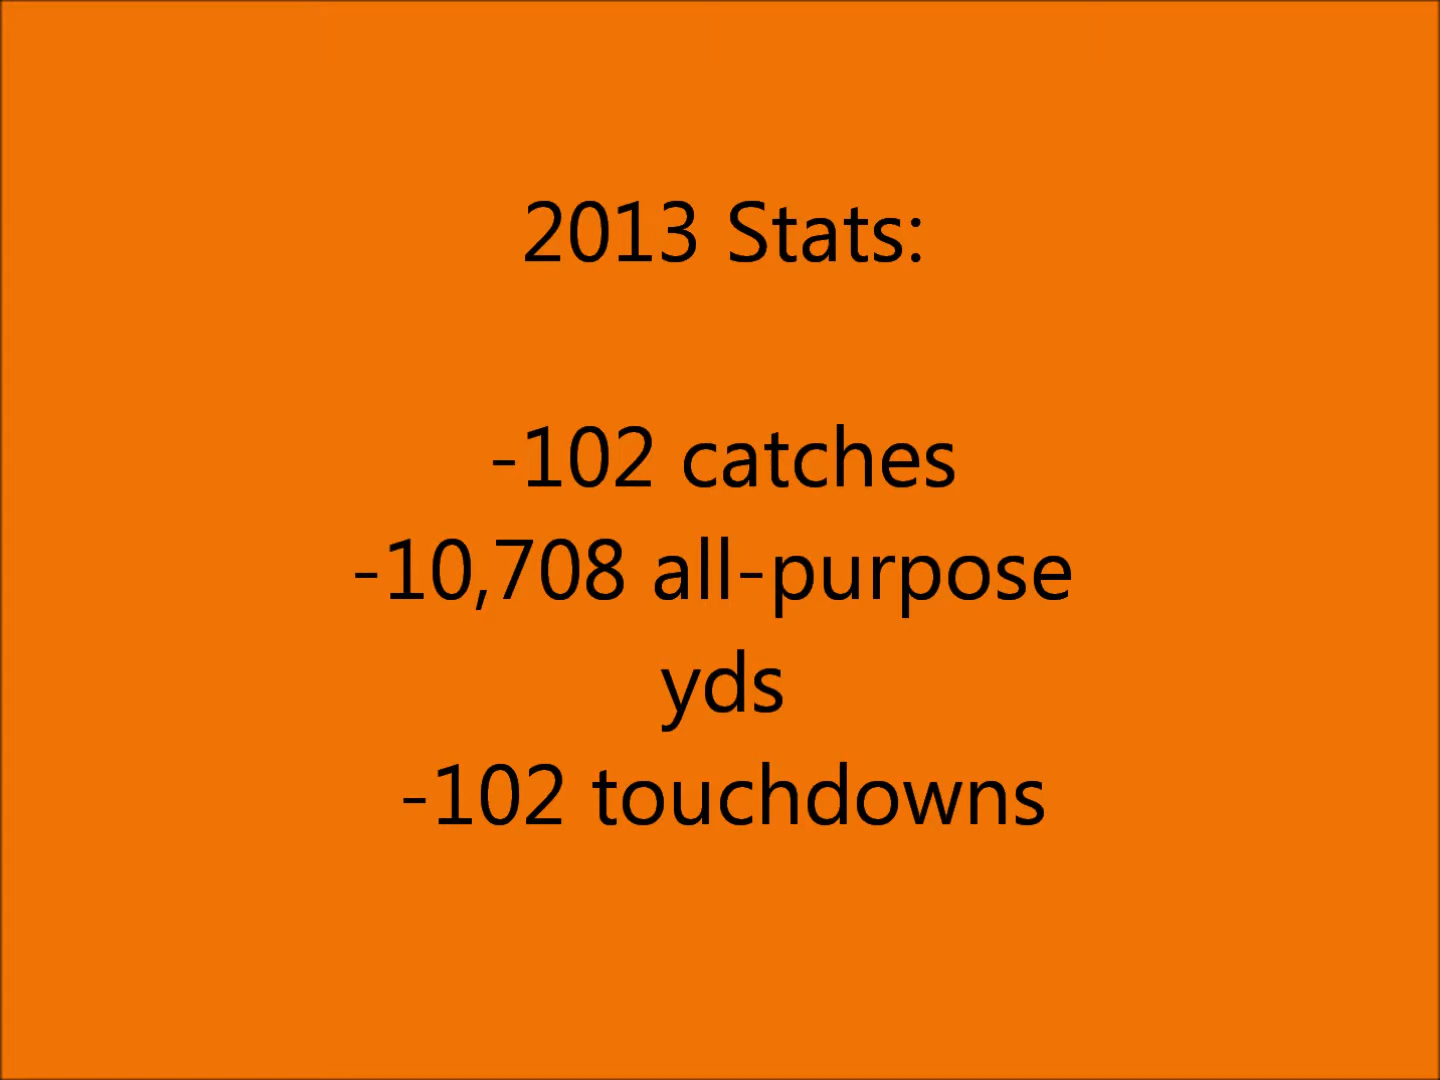 2013 Stats:
-102 catches
-10,708 all-purpose
yds
-102 touchdowns